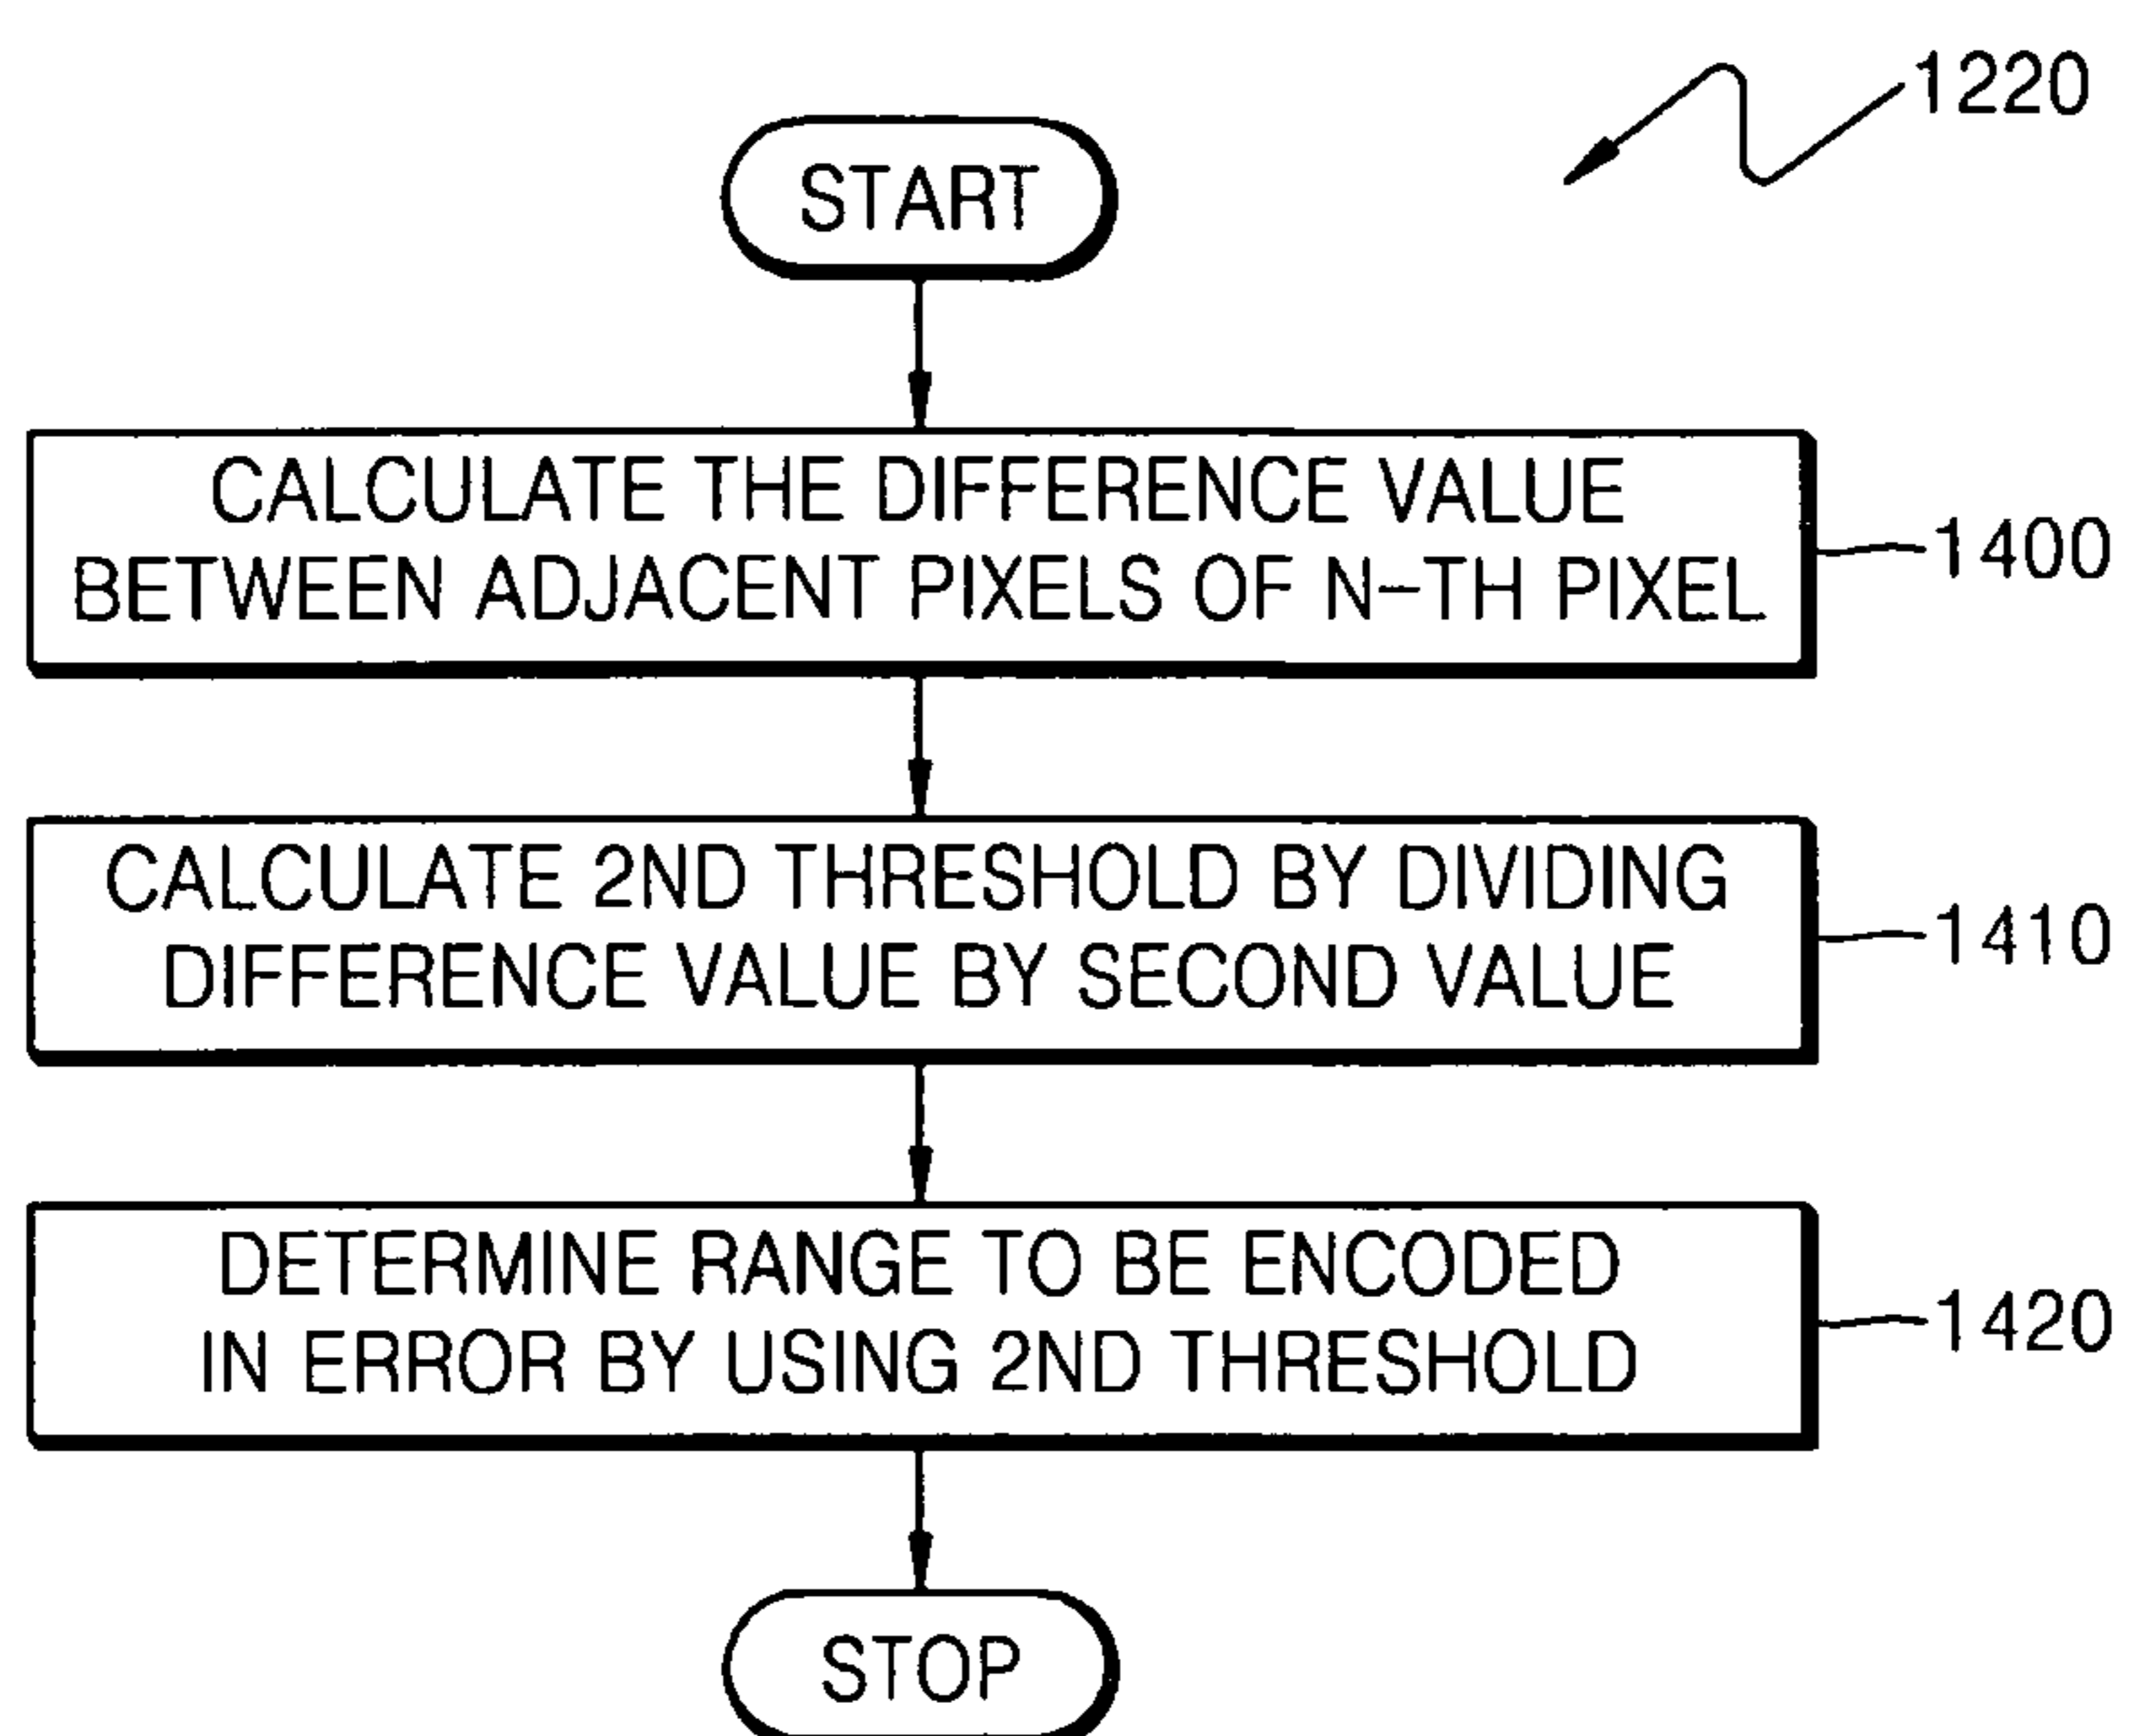 1220
START
CALCULATE THE DIFFERENCE VALUE
BETWEEN ADJACENT PIXELS OF N-TH PIXEL
1400
CALCULATE 2ND THRESHOLD BY DIVIDING
DIFFERENCE VALUE BY SECOND VALUE
1410
DETERMINE RANGE TO BE ENCODED
IN ERROR BY USING 2ND THRESHOLD
1420
STOP